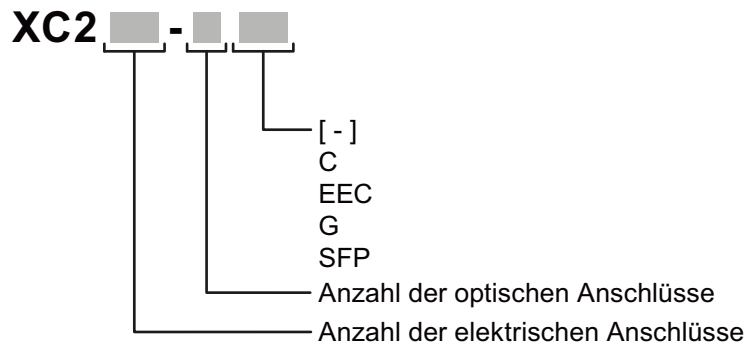 XC2 -
[ - ]
C
EEC
G
SFP
Anzahl der optischen Anschlüsse
Anzahl der elektrischen Anschlüsse